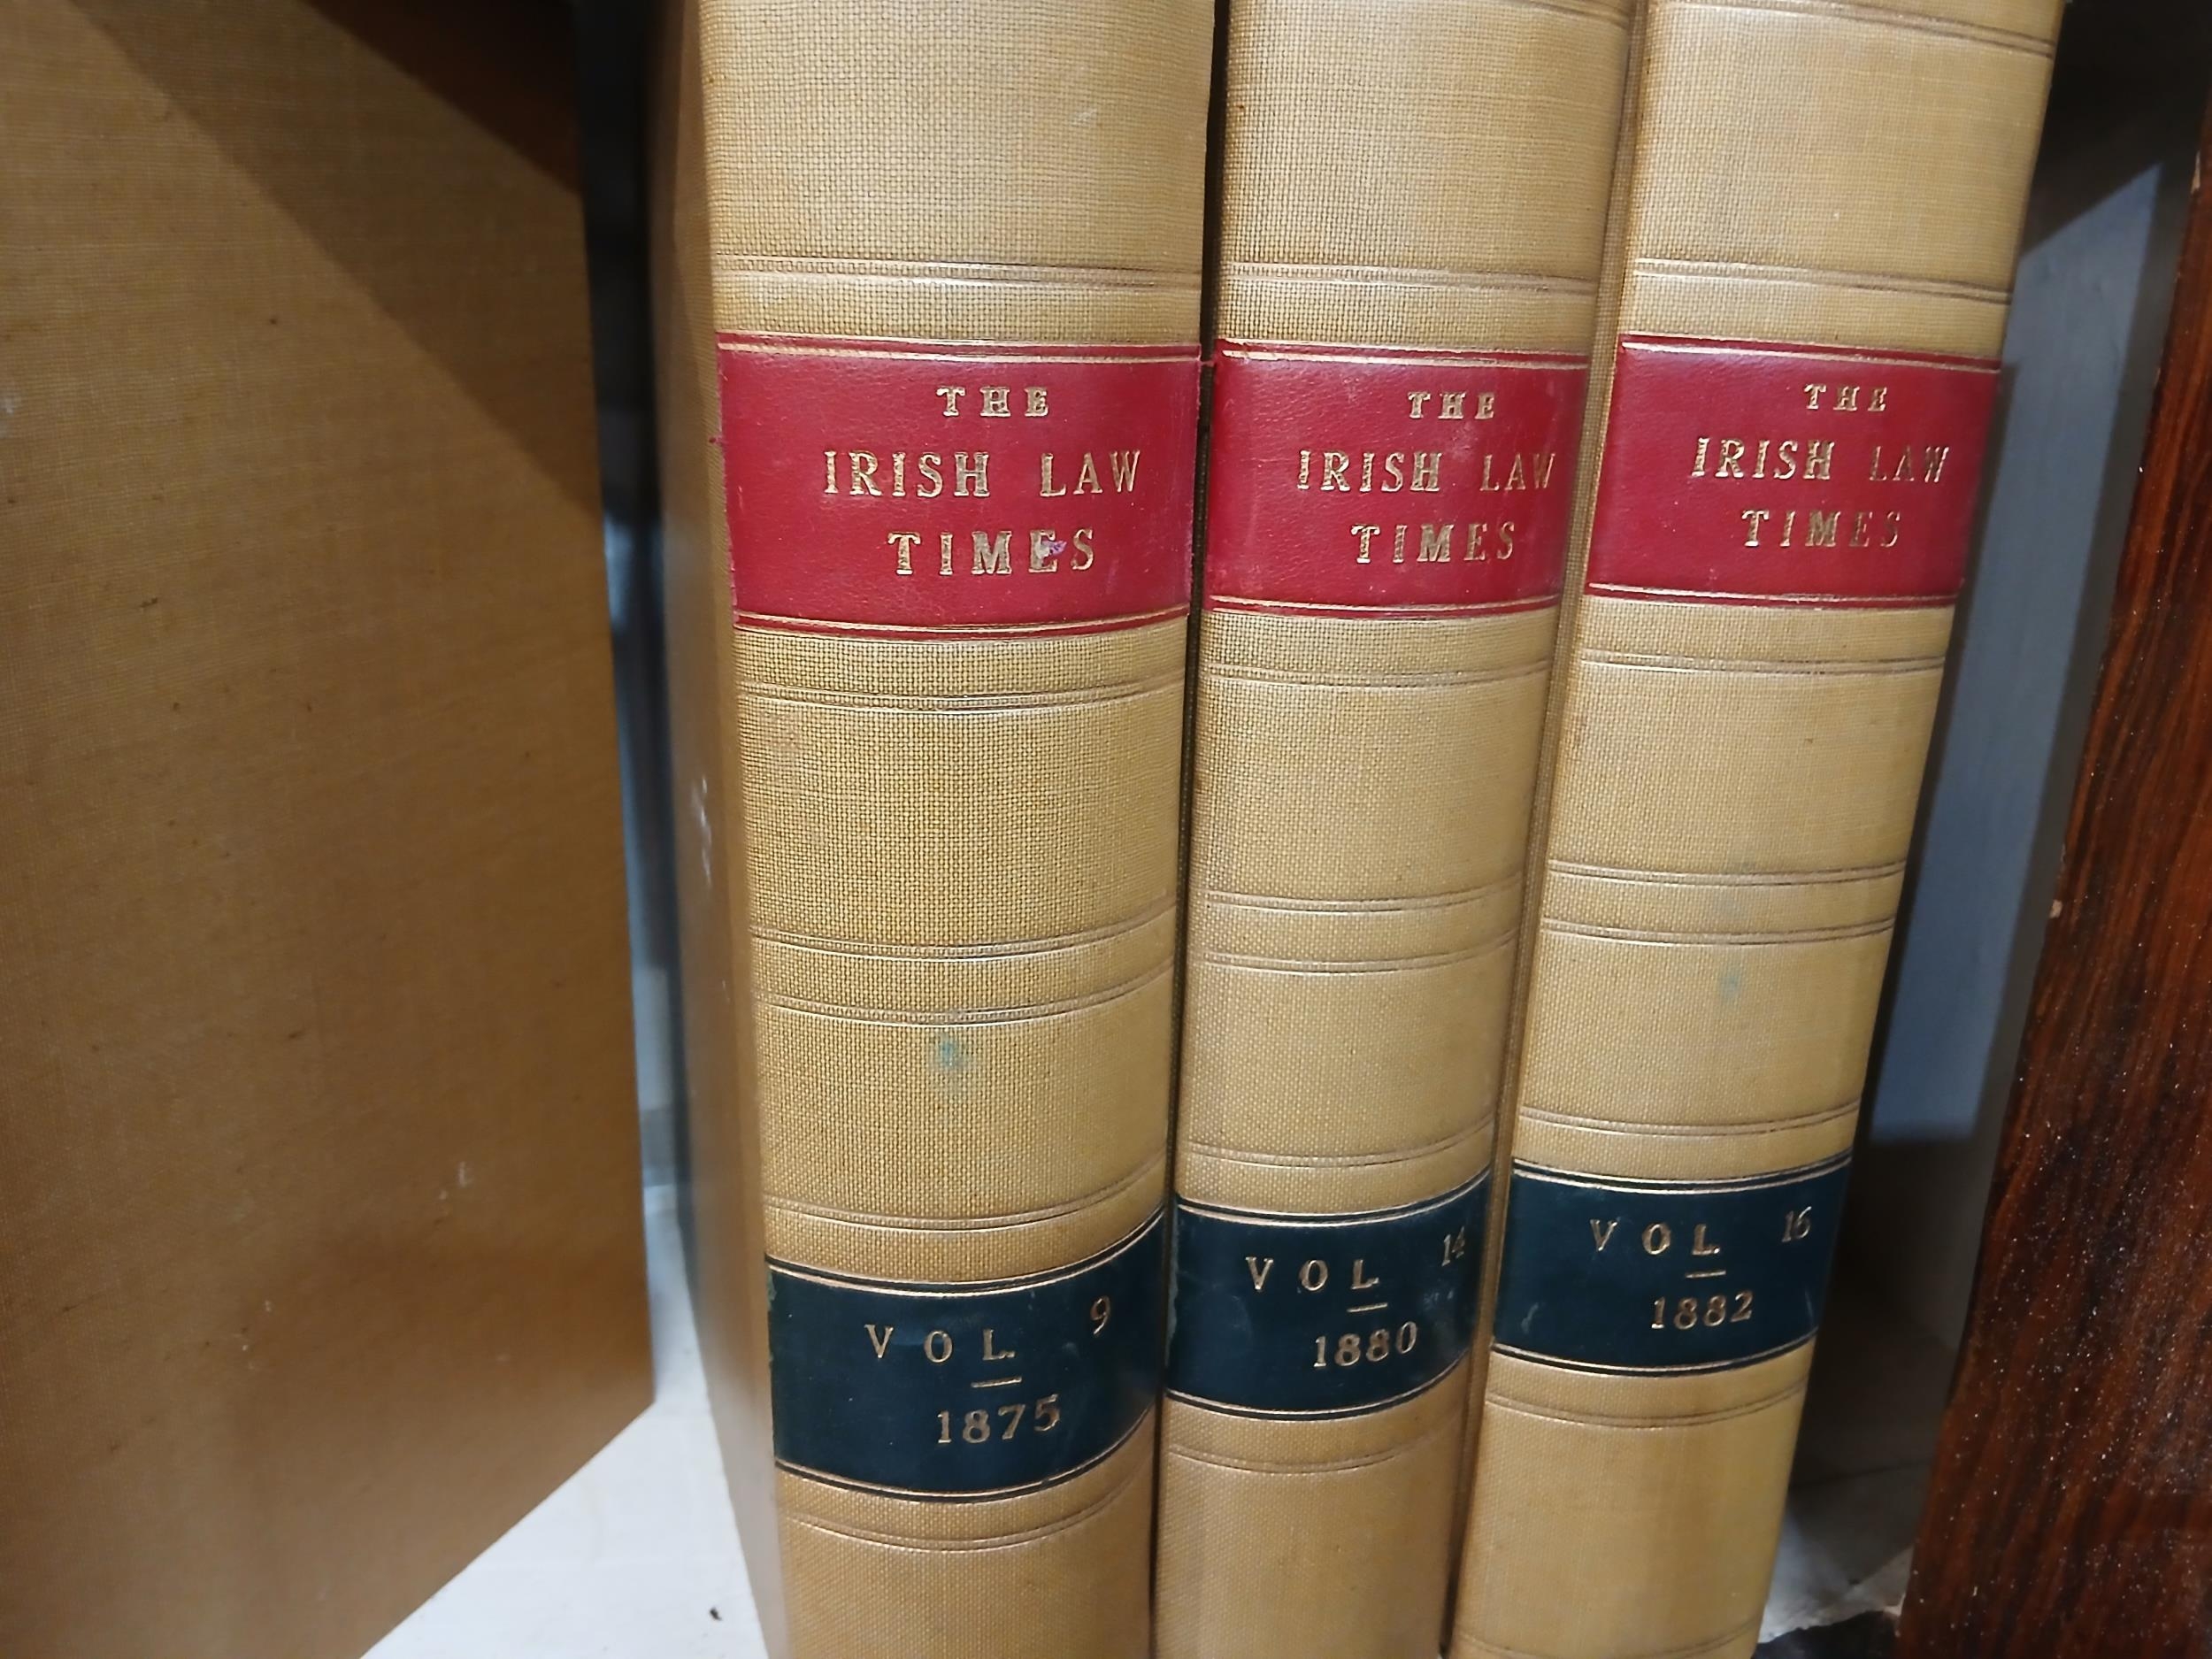 THE
IRISH LAW
TIMES
VOL. 9
1875
THE
IRISH LAW
TIMES
VOL. 14
1880
THE
IRISH LAW
TIMES
VOL. 16
1882